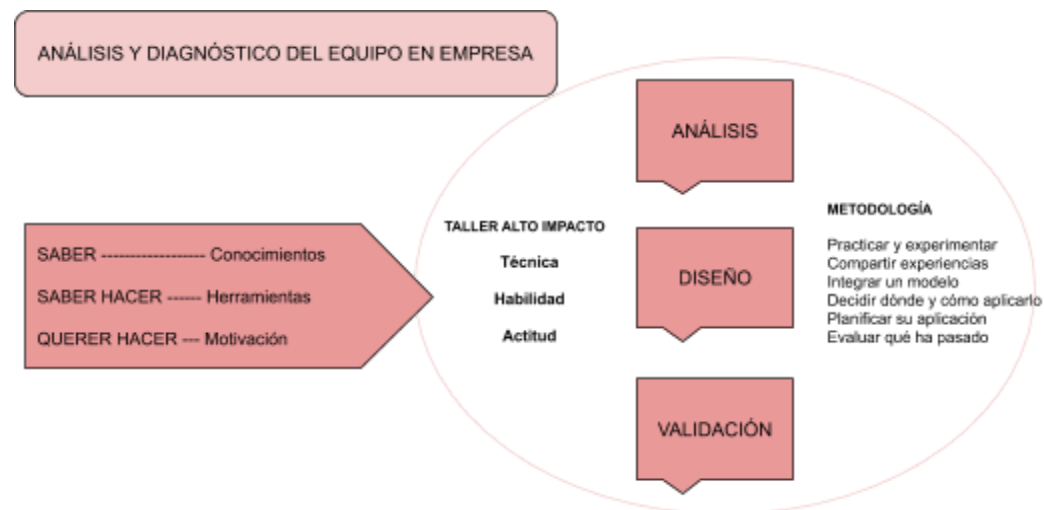 ANÁLISIS Y DIAGNÓSTICO DEL EQUIPO EN EMPRESA
SABER ------------------- Conocimientos
SABER HACER ------ Herramientas
QUERER HACER --- Motivación
TALLER ALTO IMPACTO
Técnica
Habilidad
Actitud
ANÁLISIS
DISEÑO
VALIDACIÓN
METODOLOGÍA
Practicar y experimentar
Compartir experiencias
Integrar un modelo
Decidir dónde y cómo aplicarlo
Planificar su aplicación
Evaluar qué ha pasado